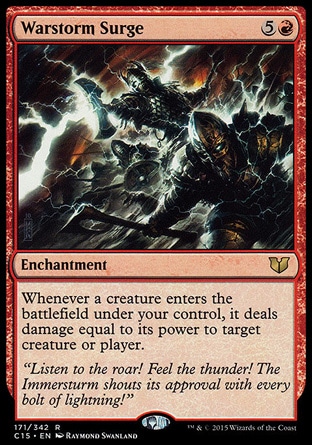 Warstorm Surge 5
Enchantment
Whenever a creature enters the
battlefield under your control, it deals
damage equal to its power to target
creature or player.
“Listen to the roar! Feel the thunder! The
Immersturm shouts its approval with every
bolt of lightning!”
171/342 R
C15 • EN Raymond Swanland
™ & © 2015 Wizards of the Coast